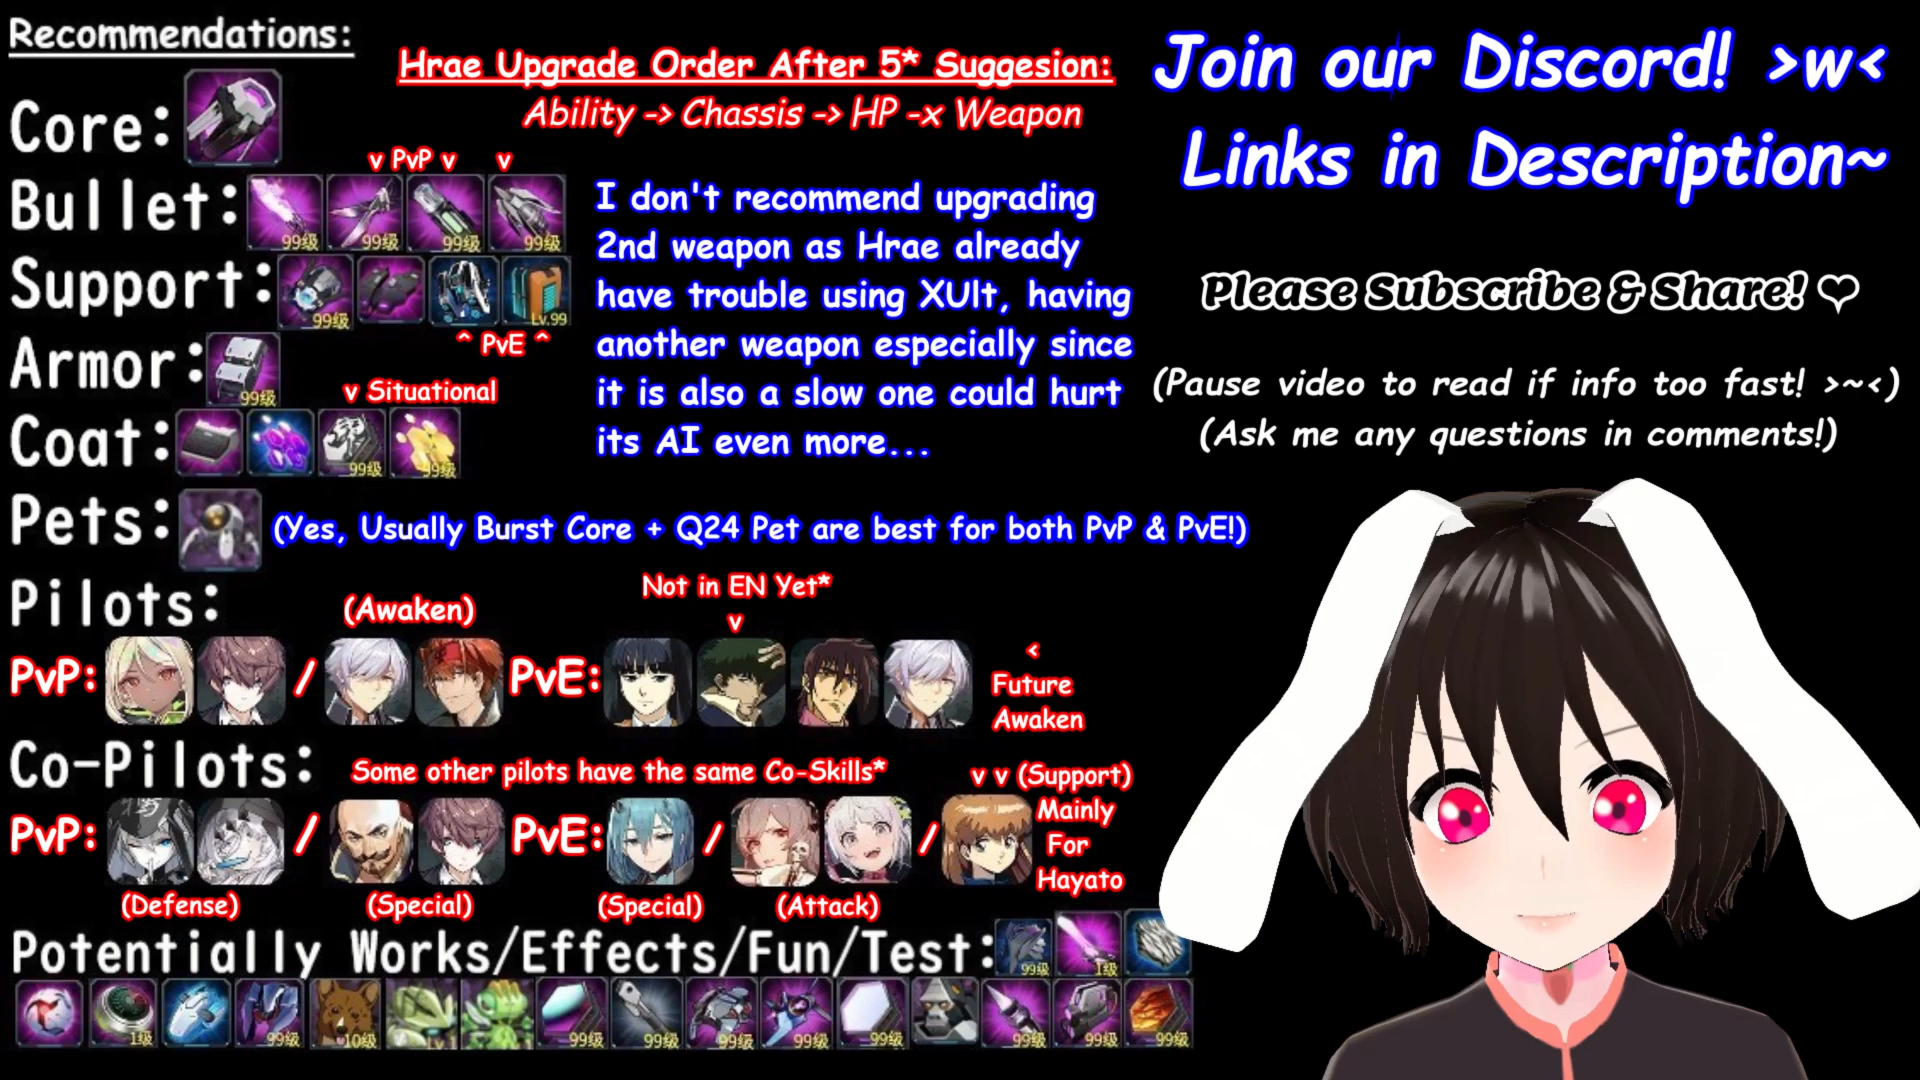 Recommendations:
Hrae Upgrade Order After 5* Suggesion:
Ability -> Chassis -> HP -x Weapon
Join our Discord! >w<
Links in Description~
Core:
v PvP v v
Bullet:
99级 99级 99级 99级
I don't recommend upgrading
2nd weapon as Hrae already
have trouble using XUlt, having
another weapon especially since
it is also a slow one could hurt
its AI even more...
Please Subscribe & Share! ♡
(Pause video to read if info too fast! >~<)
(Ask me any questions in comments!)
Support:
99级 Lv.99
^ PvE ^
Armor:
99级
v Situational
Coat:
99级 99级
Pets:
(Yes, Usually Burst Core + Q24 Pet are best for both PvP & PvE!)
Pilots:
(Awaken)
Not in EN Yet*
v
PvP: / PvE:
<
Future
Awaken
Co-Pilots:
Some other pilots have the same Co-Skills*
v v (Support)
Mainly
For
Hayato
PvP: / PvE: / /
(Defense) (Special) (Special) (Attack)
Potentially Works/Effects/Fun/Test:
99级 1级
1级 99级 10级 99级 99级 99级 99级 99级 99级 99级 99级